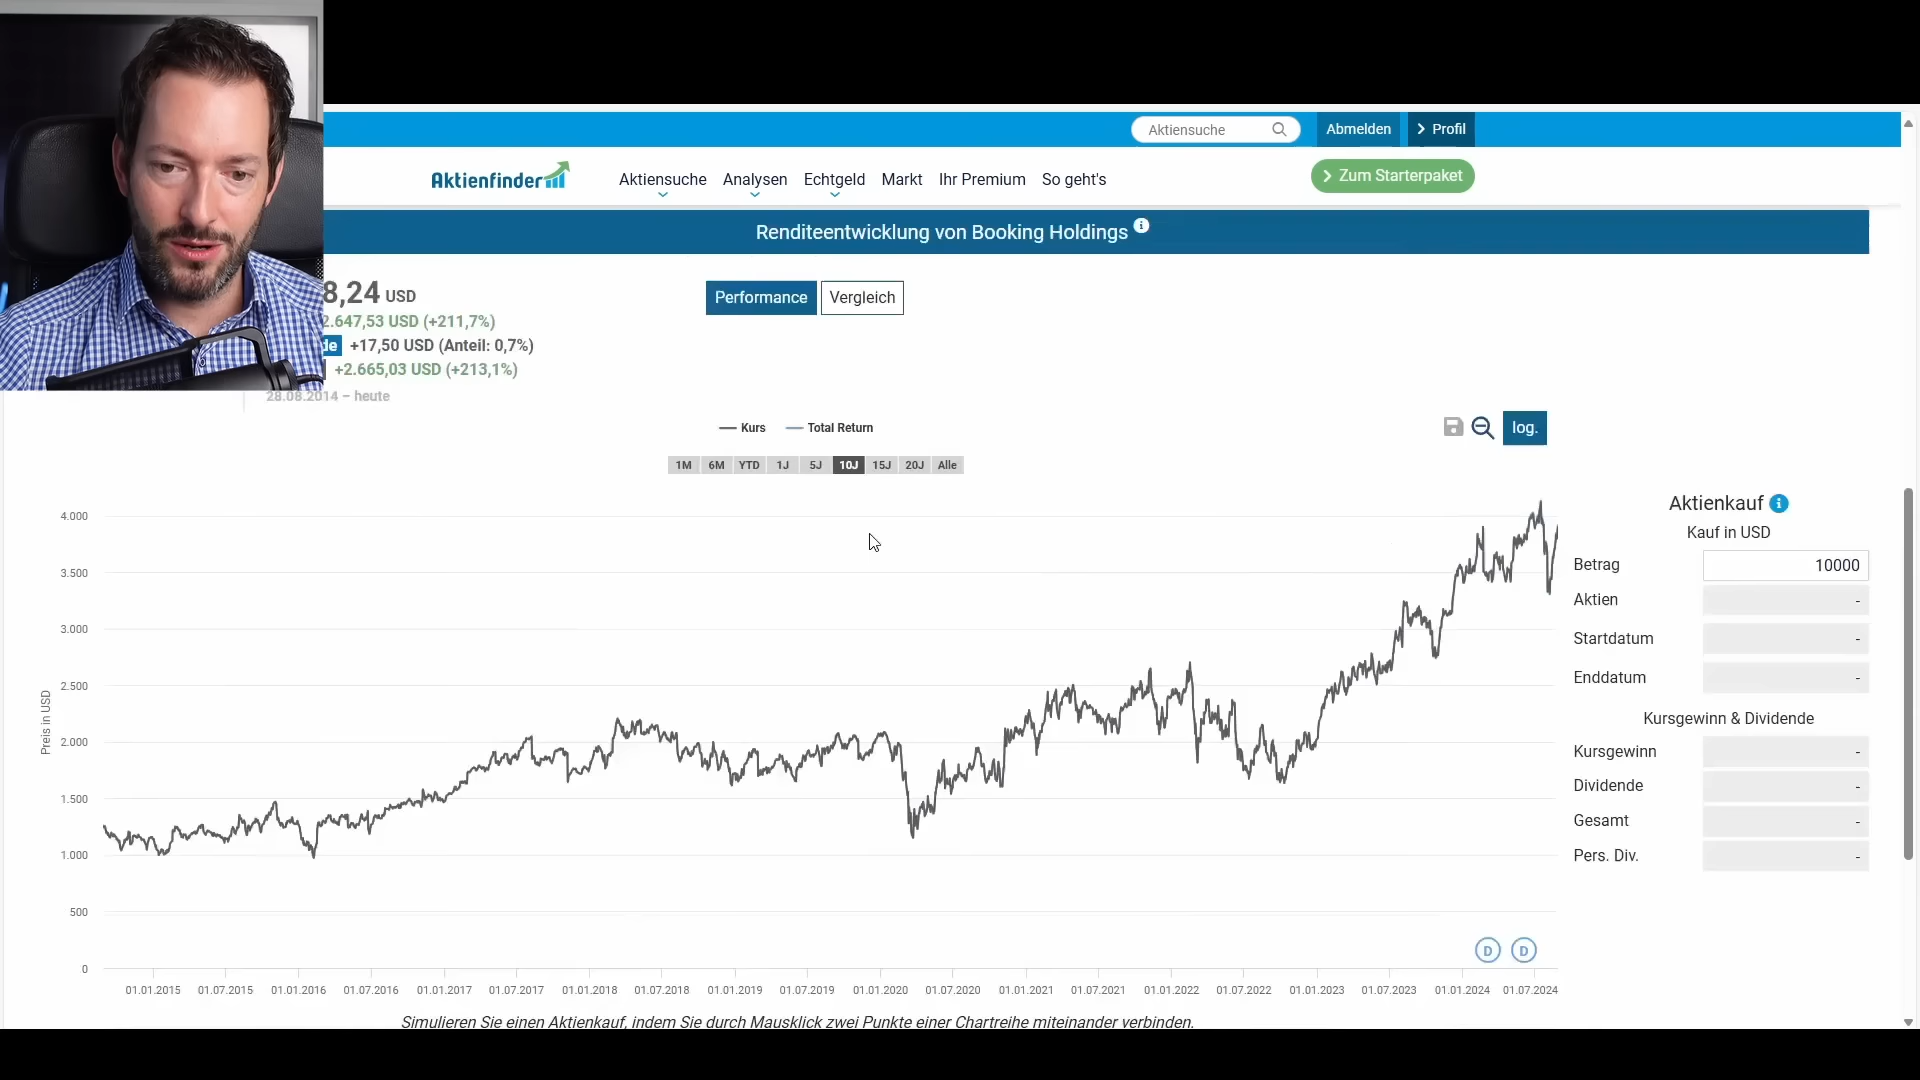 Aktiensuche
Abmelden
Profil
Aktienfinder
Aktiensuche
Analysen
Echtgeld
Markt
Ihr Premium
So geht's
Zum Starterpaket
Renditeentwicklung von Booking Holdings
8,24 USD
2.647,53 USD (+211,7%)
de +17,50 USD (Anteil: 0,7%)
+2.665,03 USD (+213,1%)
28.08.2014 – heute
Performance
Vergleich
Kurs
Total Return
log.
1M 6M YTD 1J 5J 10J 15J 20J Alle
Preis in USD
4.000
3.500
3.000
2.500
2.000
1.500
1.000
500
0
D D
01.01.2015 01.07.2015 01.01.2016 01.07.2016 01.01.2017 01.07.2017 01.01.2018 01.07.2018 01.01.2019 01.07.2019 01.01.2020 01.07.2020 01.01.2021 01.07.2021 01.01.2022 01.07.2022 01.01.2023 01.07.2023 01.01.2024 01.07.2024
Simulieren Sie einen Aktienkauf, indem Sie durch Mausklick zwei Punkte einer Chartreihe miteinander verbinden.
Aktienkauf
Kauf in USD
Betrag 10000
Aktien -
Startdatum -
Enddatum -
Kursgewinn & Dividende
Kursgewinn -
Dividende -
Gesamt -
Pers. Div. -